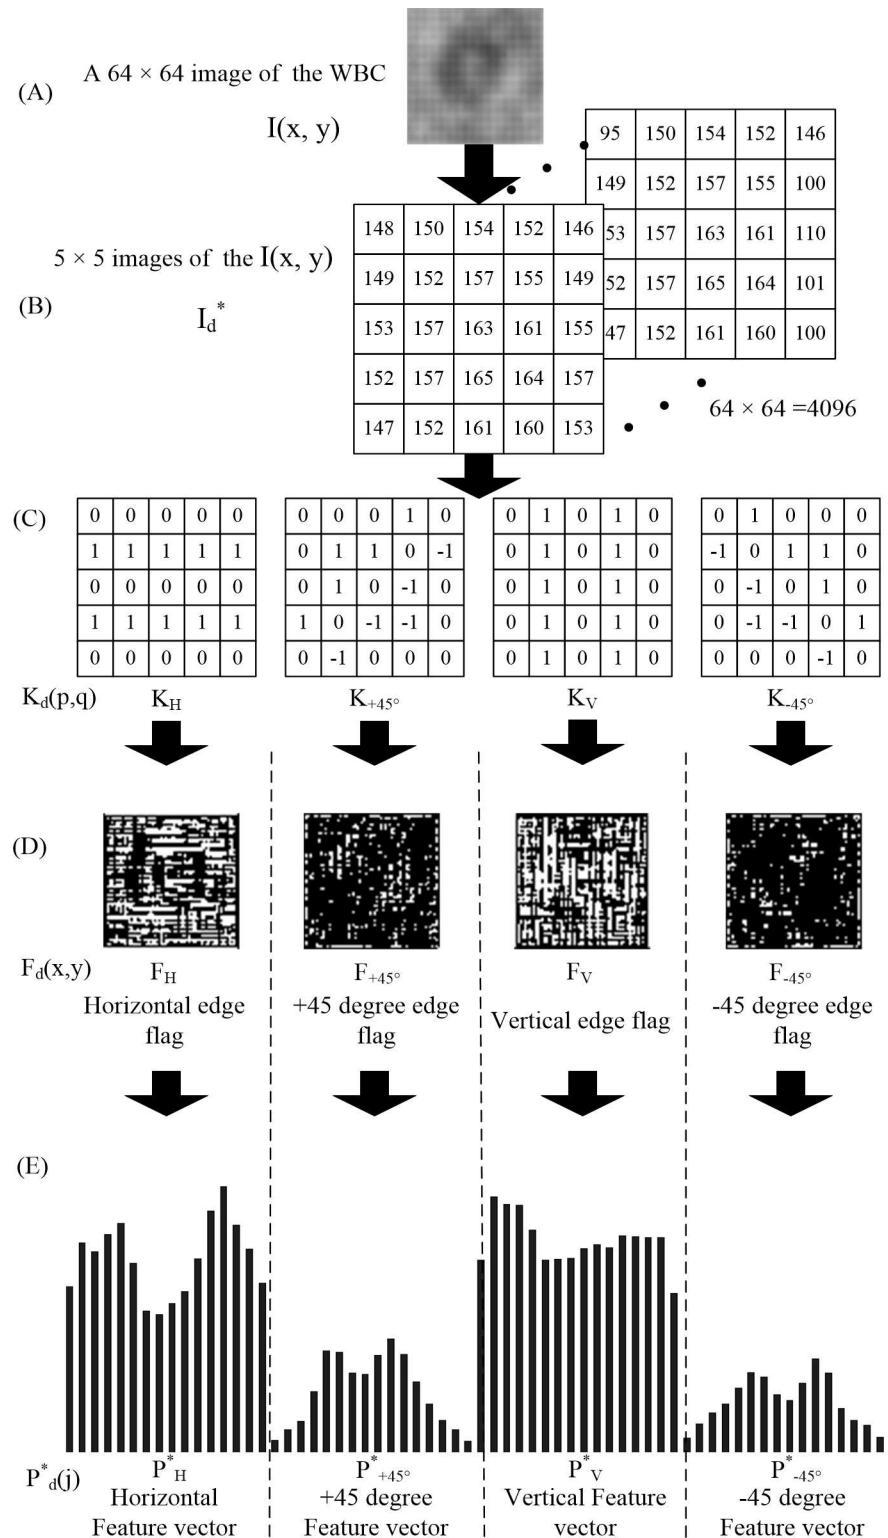 (A)
A 64 × 64 image of the WBC
I(x, y)
95 150 154 152 146
149 152 157 155 100
53 157 163 161 110
52 157 165 164 101
47 152 161 160 100
5 × 5 images of the I(x, y)
(B)
I_d^*
148 150 154 152 146
149 152 157 155 149
153 157 163 161 155
152 157 165 164 157
147 152 161 160 153
64 × 64 =4096
(C)
0 0 0 0 0
1 1 1 1 1
0 0 0 0 0
1 1 1 1 1
0 0 0 0 0
0 0 0 1 0
0 1 1 0 -1
0 1 0 -1 0
1 0 -1 -1 0
0 -1 0 0 0
0 1 0 1 0
0 1 0 1 0
0 1 0 1 0
0 1 0 1 0
0 1 0 1 0
0 1 0 0 0
-1 0 1 1 0
0 -1 0 1 0
0 -1 -1 0 1
0 0 0 -1 0
K_d(p,q)
K_H
K_+45°
K_V
K_-45°
(D)
F_d(x,y)
F_H
Horizontal edge
flag
F_+45°
+45 degree edge
flag
F_V
Vertical edge flag
F_-45°
-45 degree edge
flag
(E)
P^*_d(j)
P^*_H
Horizontal
Feature vector
P^*_+45°
+45 degree
Feature vector
P^*_V
Vertical Feature
vector
P^*_-45°
-45 degree
Feature vector